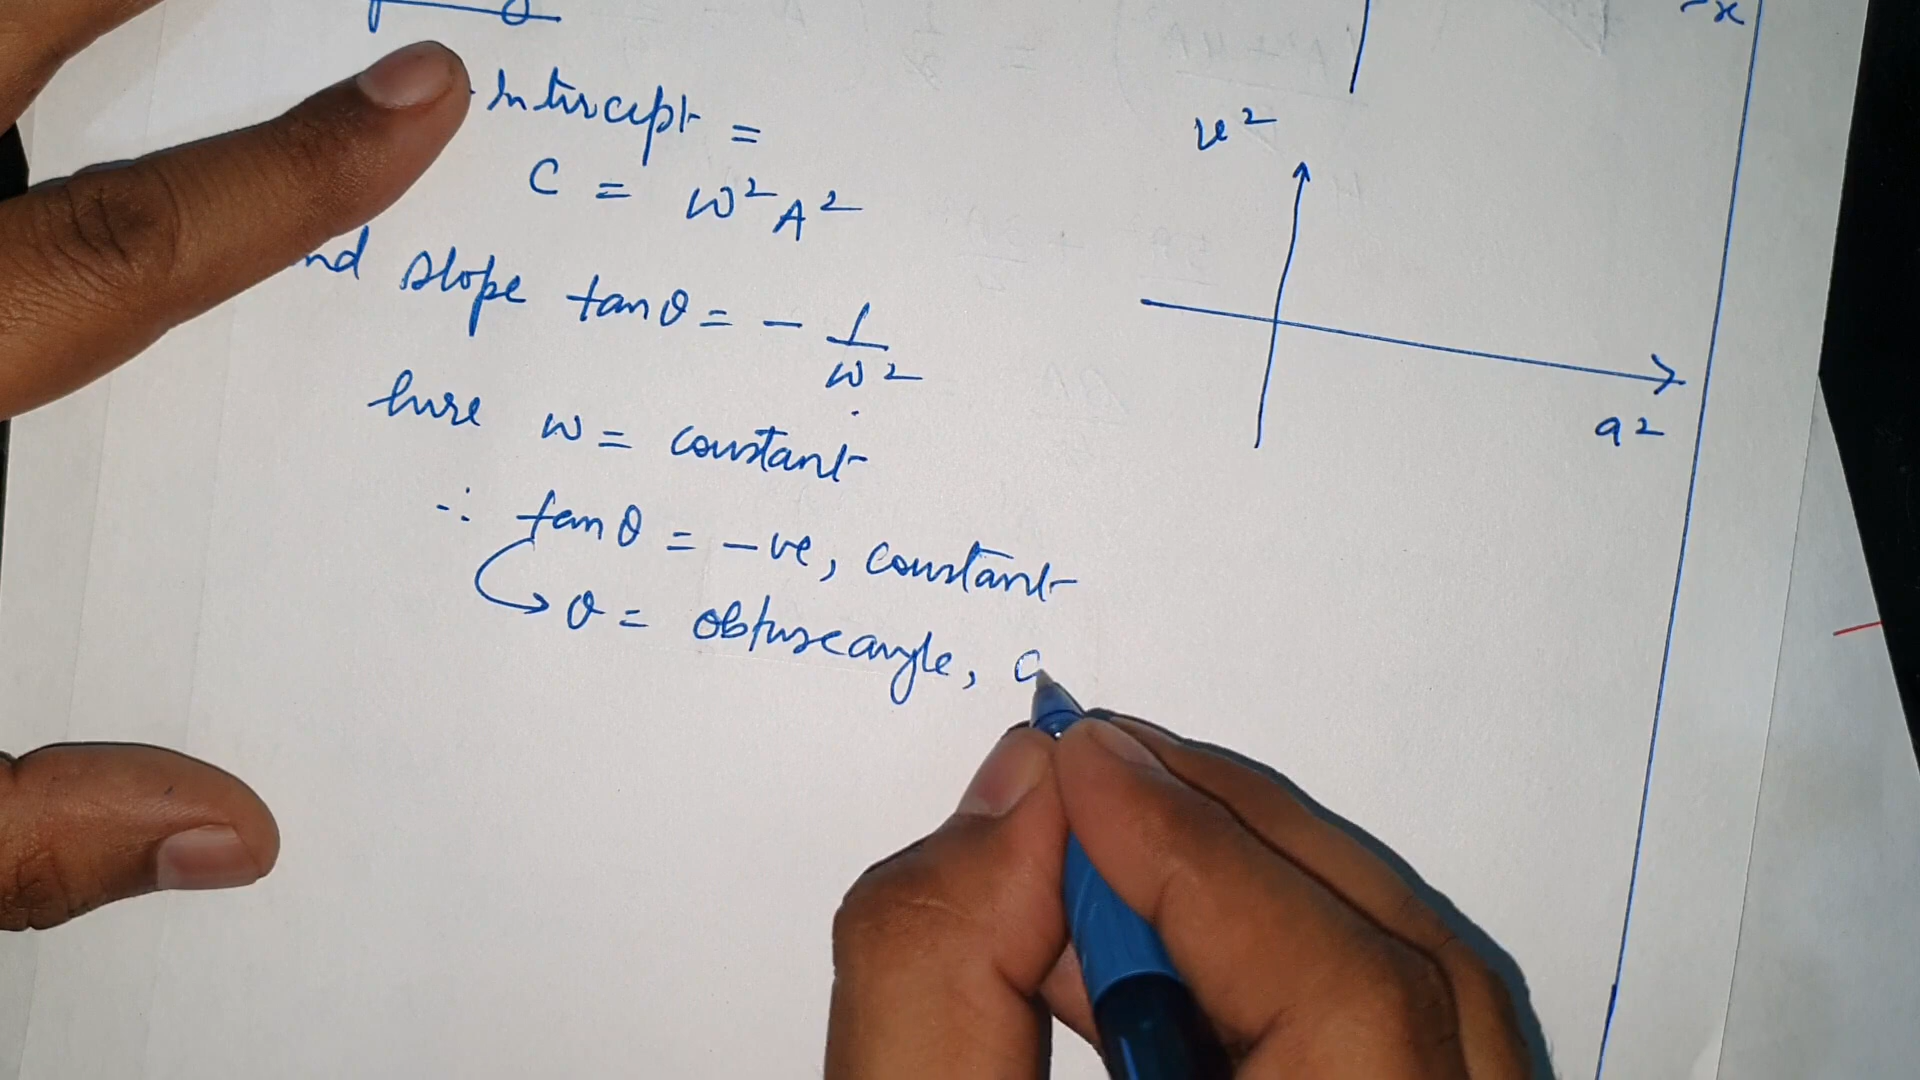 -x
Intercept =
C = ω²A²
nd slope tanθ = - 1/ω²
here ω = constant
∴ tanθ = -ve, constant
θ = obtuse angle, c
v²
a²